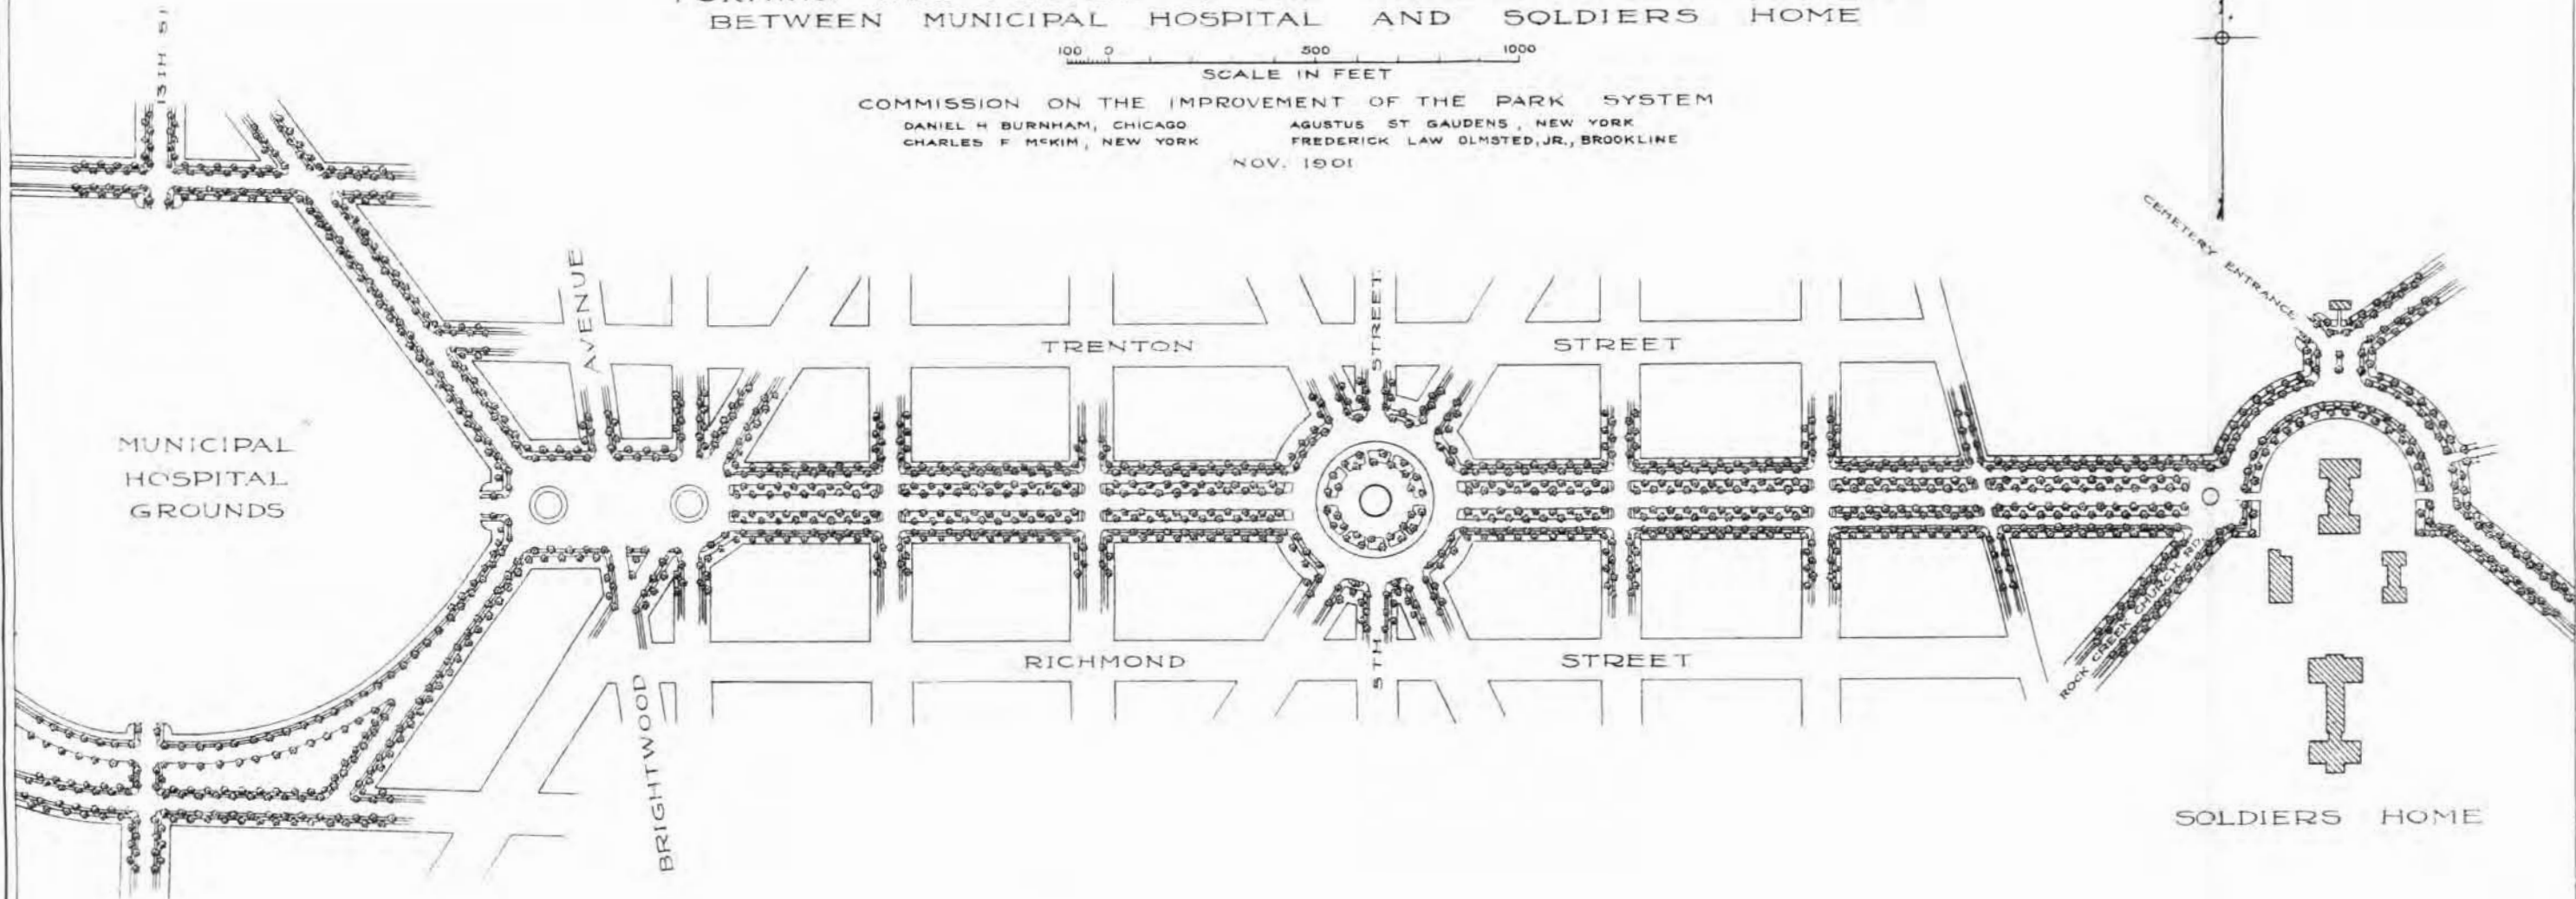 BETWEEN MUNICIPAL HOSPITAL AND SOLDIERS HOME
100 0 500 1000
SCALE IN FEET
COMMISSION ON THE IMPROVEMENT OF THE PARK SYSTEM
DANIEL H BURNHAM, CHICAGO AGUSTUS ST GAUDENS, NEW YORK
CHARLES F McKIM, NEW YORK FREDERICK LAW OLMSTED, JR., BROOKLINE
NOV. 1901
13TH
CEMETERY ENTRANCE
AVENUE
STREET
TRENTON STREET
MUNICIPAL
HOSPITAL
GROUNDS
ROCK CREEK CHURCH RD.
RICHMOND STREET
5TH
BRIGHTWOOD
SOLDIERS HOME